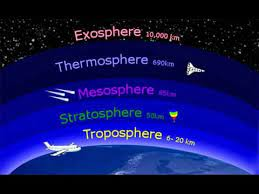 Exosphere 10,000 km
Thermosphere 690km
Mesosphere 85km
Stratosphere 50km
Troposphere 6- 20 km